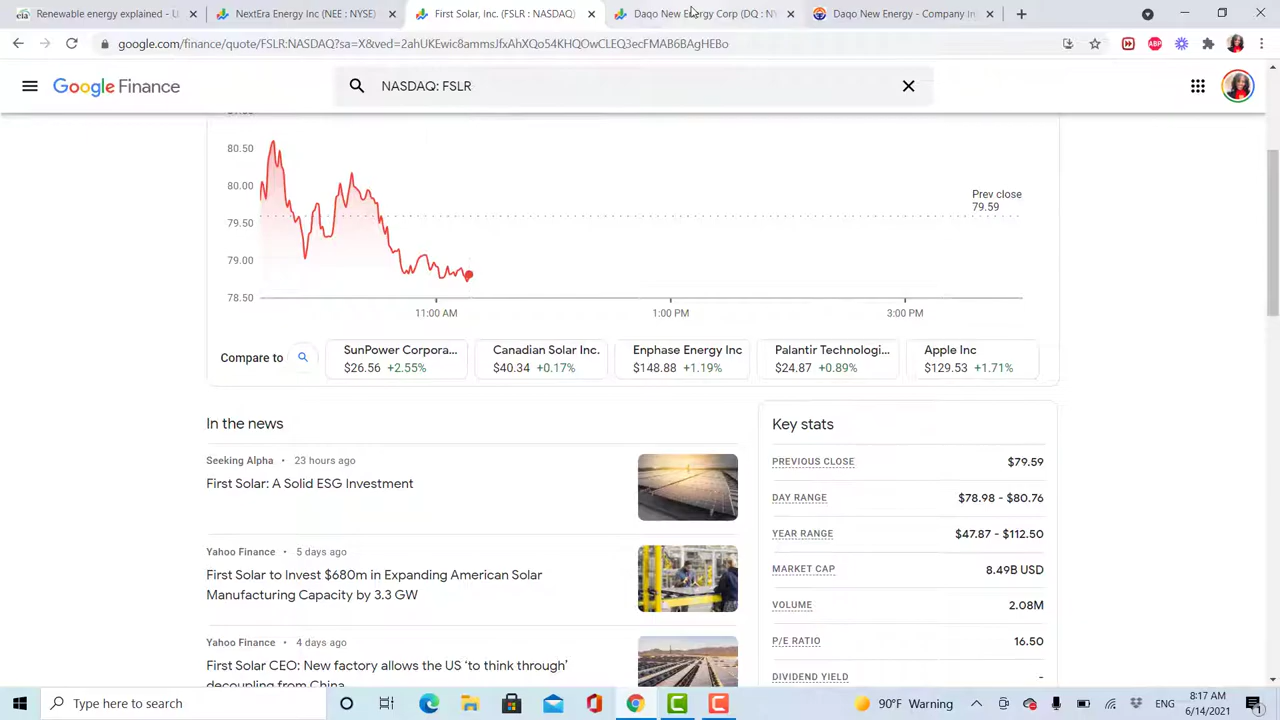 eia Renewable energy explained - U
NextEra Energy Inc (NEE : NYSE)
First Solar, Inc. (FSLR : NASDAQ)
Daqo New Energy Corp (DQ : NY
Daqo New Energy - Company In
google.com/finance/quote/FSLR:NASDAQ?sa=X&ved=2ahUKEwja8ammsJfxAhXG54KHQOwCLEQ3ecFMAB6BAgHEBo
ABP
Google Finance
NASDAQ: FSLR
80.50
80.00
79.50
79.00
78.50
Prev close
79.59
11:00 AM
1:00 PM
3:00 PM
Compare to
SunPower Corpora...
$26.56 +2.55%
Canadian Solar Inc.
$40.34 +0.17%
Enphase Energy Inc
$148.88 +1.19%
Palantir Technologi...
$24.87 +0.89%
Apple Inc
$129.53 +1.71%
In the news
Seeking Alpha • 23 hours ago
First Solar: A Solid ESG Investment
Yahoo Finance • 5 days ago
First Solar to Invest $680m in Expanding American Solar
Manufacturing Capacity by 3.3 GW
Yahoo Finance • 4 days ago
First Solar CEO: New factory allows the US ‘to think through’
decoupling from China
Key stats
PREVIOUS CLOSE $79.59
DAY RANGE $78.98 - $80.76
YEAR RANGE $47.87 - $112.50
MARKET CAP 8.49B USD
VOLUME 2.08M
P/E RATIO 16.50
DIVIDEND YIELD -
Type here to search
90°F Warning
ENG
8:17 AM
6/14/2021
1